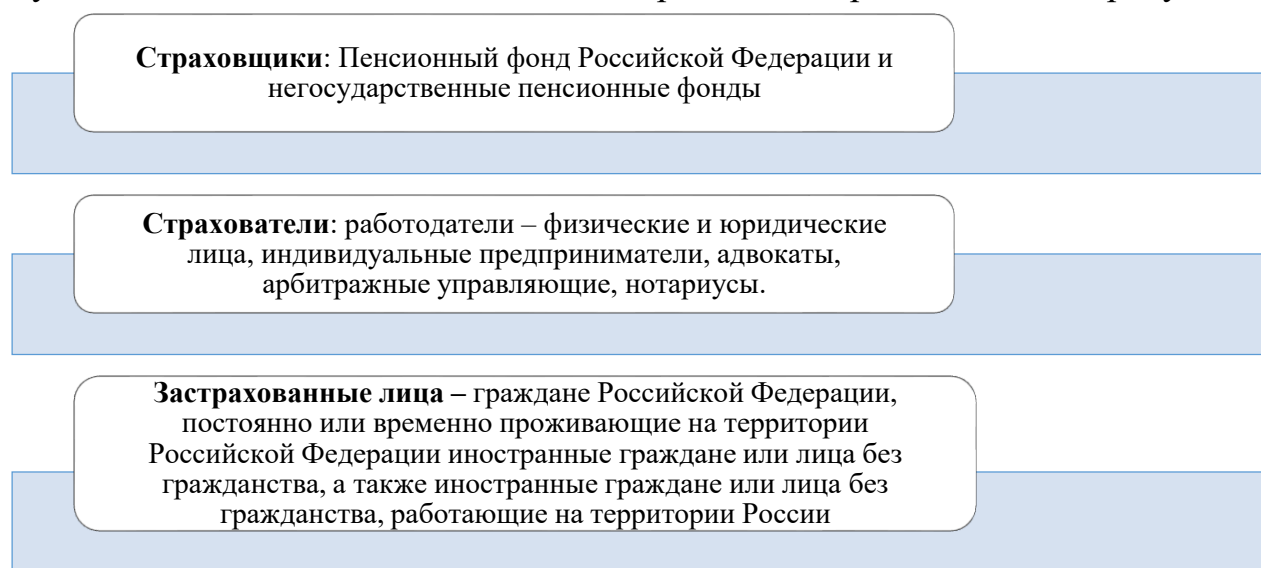 Страховщики: Пенсионный фонд Российской Федерации и
негосударственные пенсионные фонды
Страхователи: работодатели – физические и юридические
лица, индивидуальные предприниматели, адвокаты,
арбитражные управляющие, нотариусы.
Застрахованные лица – граждане Российской Федерации,
постоянно или временно проживающие на территории
Российской Федерации иностранные граждане или лица без
гражданства, а также иностранные граждане или лица без
гражданства, работающие на территории России